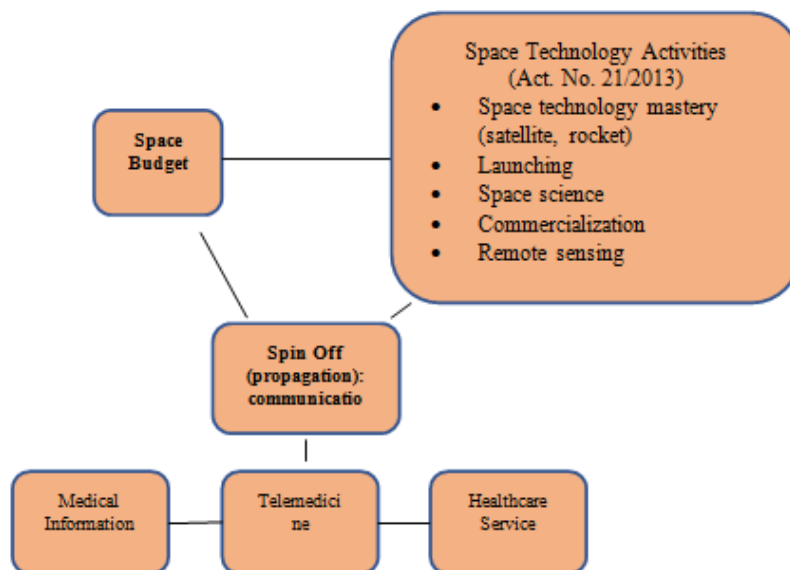 Space Technology Activities
(Act. No. 21/2013)
• Space technology mastery
(satellite, rocket)
• Launching
• Space science
• Commercialization
• Remote sensing
Space
Budget
Spin Off
(propagation):
communicatio
Medical
Information
Telemedici
ne
Healthcare
Service